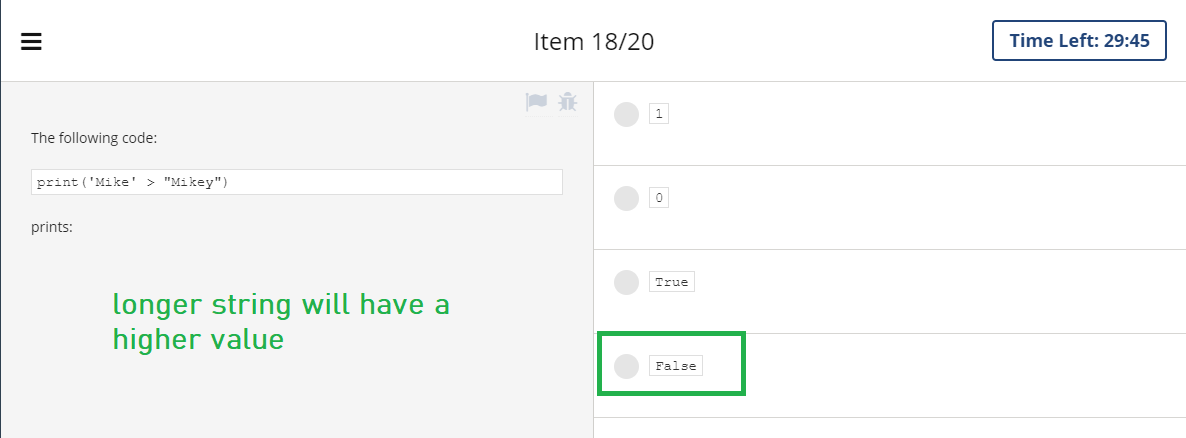 Item 18/20
Time Left: 29:45
The following code:
print('Mike' > "Mikey")
prints:
longer string will have a
higher value
1
0
True
False